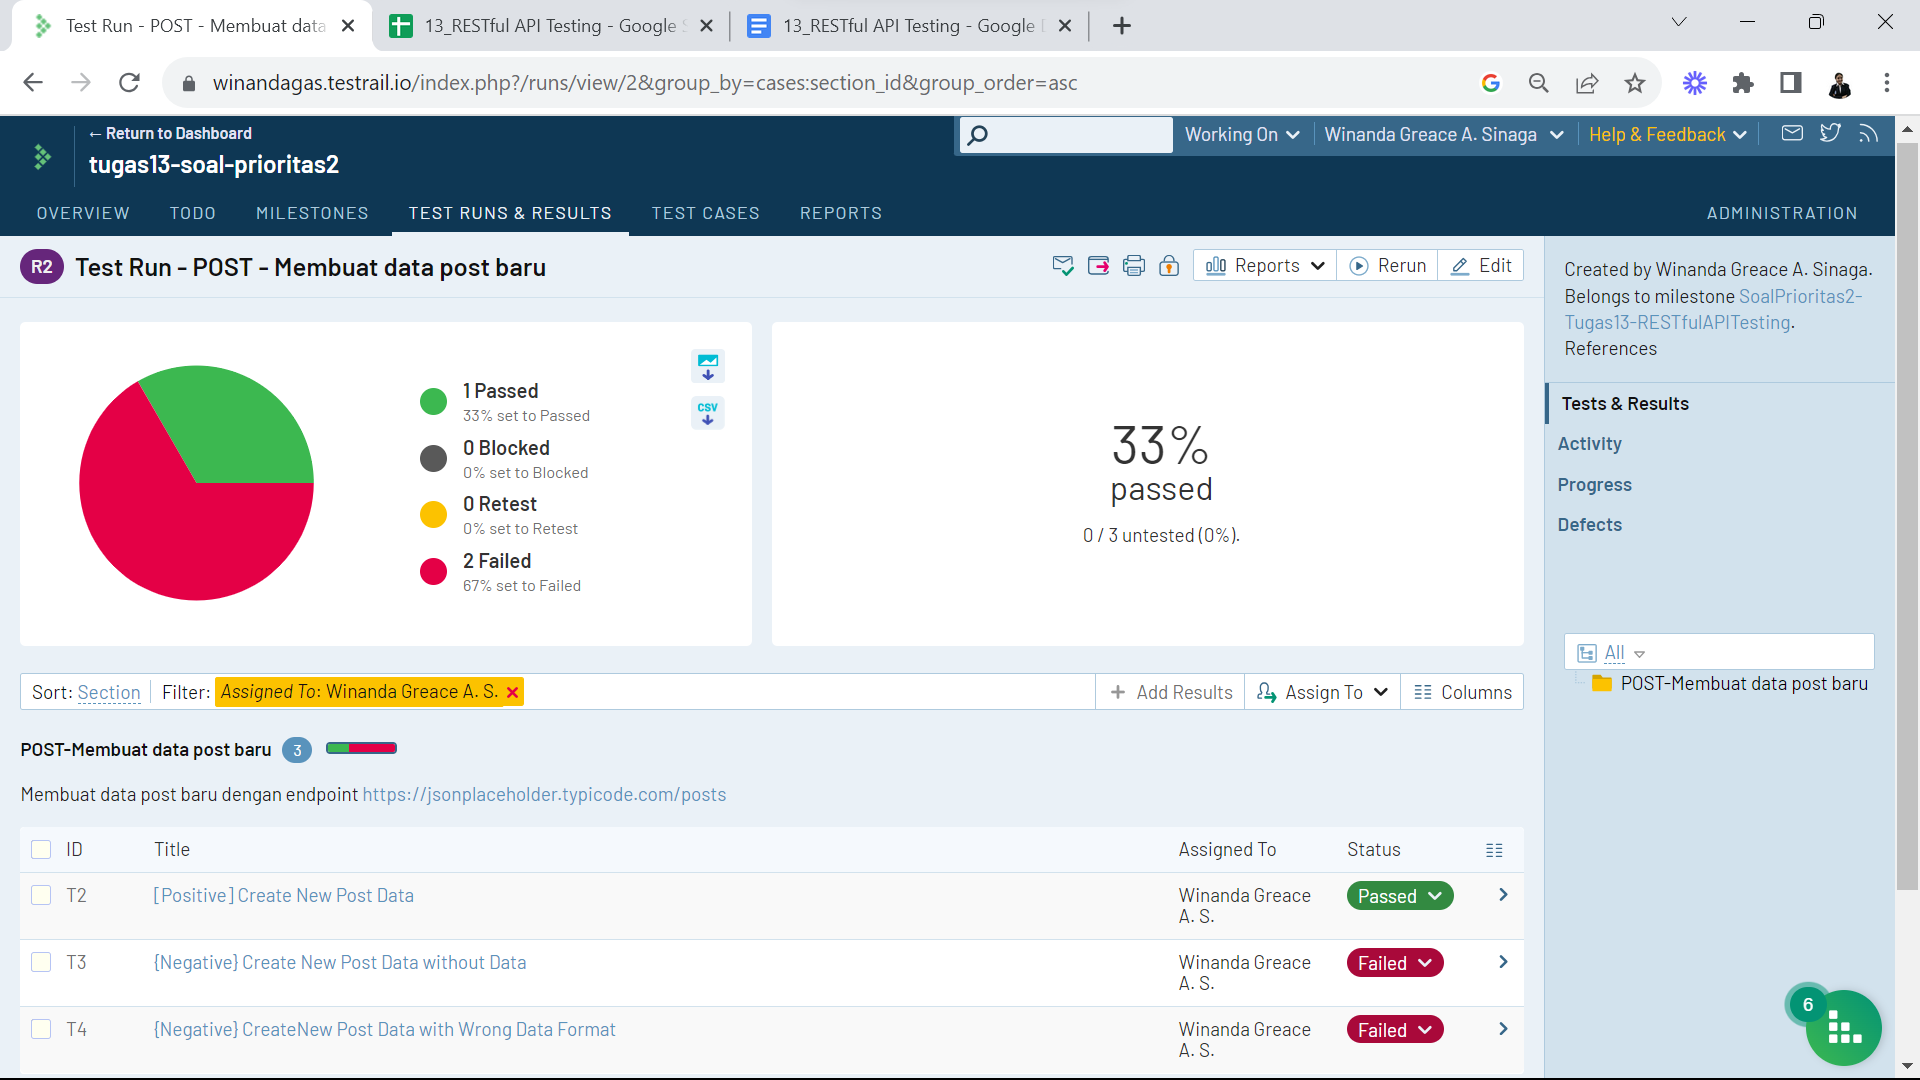 Test Run - POST - Membuat data
13_RESTful API Testing - Google S
13_RESTful API Testing - Google D
winandagas.testrail.io/index.php?/runs/view/2&group_by=cases:section_id&group_order=asc
← Return to Dashboard
tugas13-soal-prioritas2
Working On
Winanda Greace A. Sinaga
Help & Feedback
OVERVIEW
TODO
MILESTONES
TEST RUNS & RESULTS
TEST CASES
REPORTS
ADMINISTRATION
R2
Test Run - POST - Membuat data post baru
Reports
Rerun
Edit
1 Passed
33% set to Passed
0 Blocked
0% set to Blocked
0 Retest
0% set to Retest
2 Failed
67% set to Failed
CSV
33%
passed
0 / 3 untested (0%).
Sort: Section
Filter: Assigned To: Winanda Greace A. S.
Add Results
Assign To
Columns
POST-Membuat data post baru 3
Membuat data post baru dengan endpoint https://jsonplaceholder.typicode.com/posts
ID Title Assigned To Status
T2 [Positive] Create New Post Data Winanda Greace Passed
A. S.
T3 {Negative} Create New Post Data without Data Winanda Greace Failed
A. S.
T4 {Negative} CreateNew Post Data with Wrong Data Format Winanda Greace Failed
A. S.
Created by Winanda Greace A. Sinaga.
Belongs to milestone SoalPrioritas2-
Tugas13-RESTfulAPITesting.
References
Tests & Results
Activity
Progress
Defects
All
POST-Membuat data post baru
6